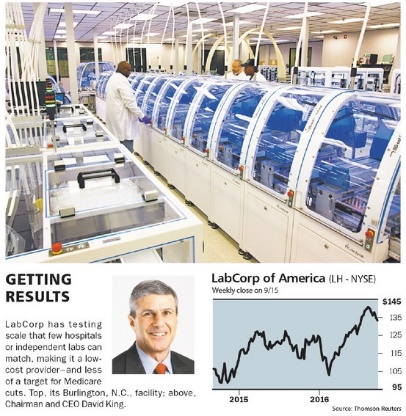 GETTING
RESULTS
LabCorp has testing
scale that few hospitals
or independent labs can
match, making it a low-
cost provider—and less
of a target for Medicare
cuts. Top, its Burlington, N.C., facility; above,
Chairman and CEO David King.
LabCorp of America (LH - NYSE)
Weekly close on 9/15
$145
135
125
115
105
95
2015
2016
Source: Thomson Reuters